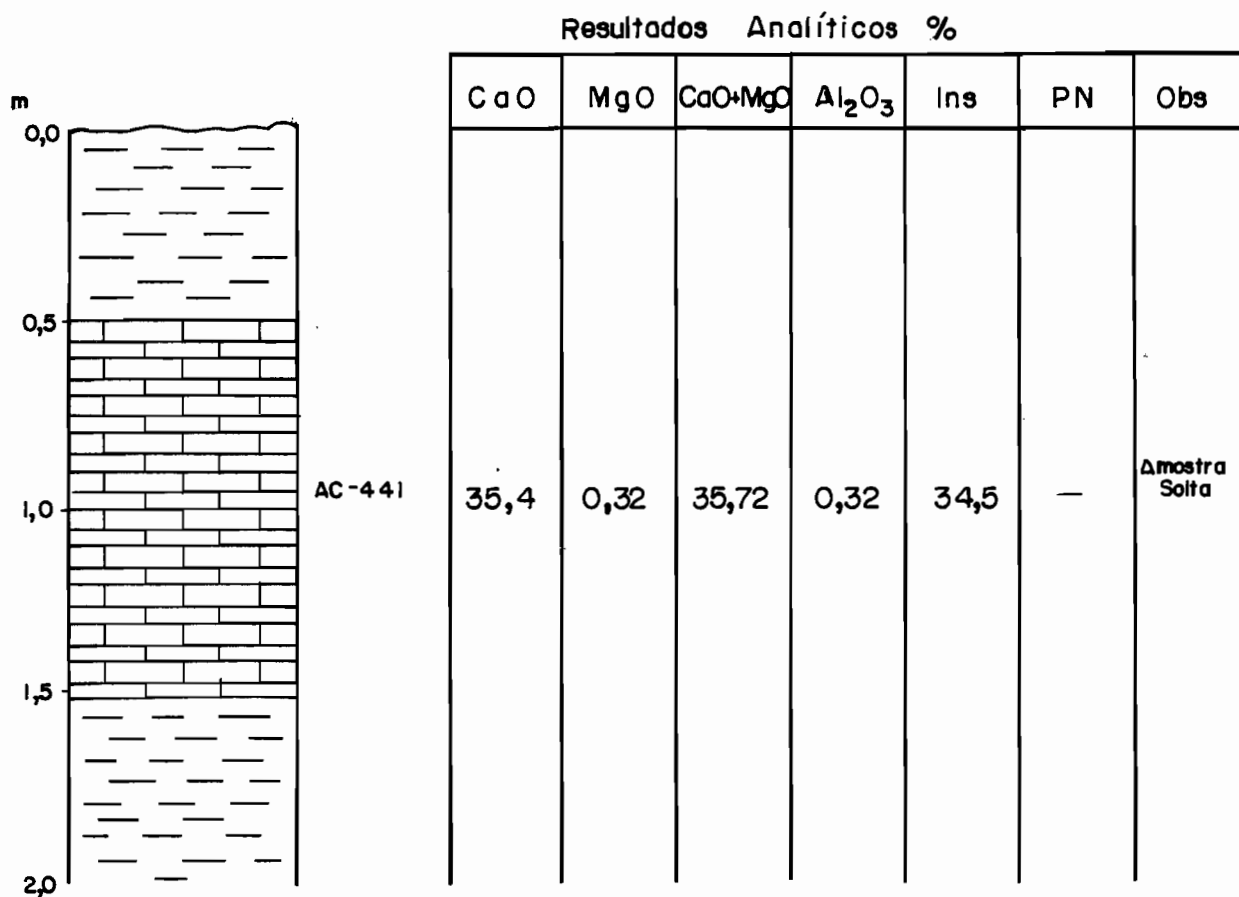 Resultados Analíticos %
m
CaO MgO CaO+MgO Al₂O₃ Ins PN Obs
0,0
0,5
AC-441 35,4 0,32 35,72 0,32 34,5 — Amostra
Solta
1,0
1,5
2,0